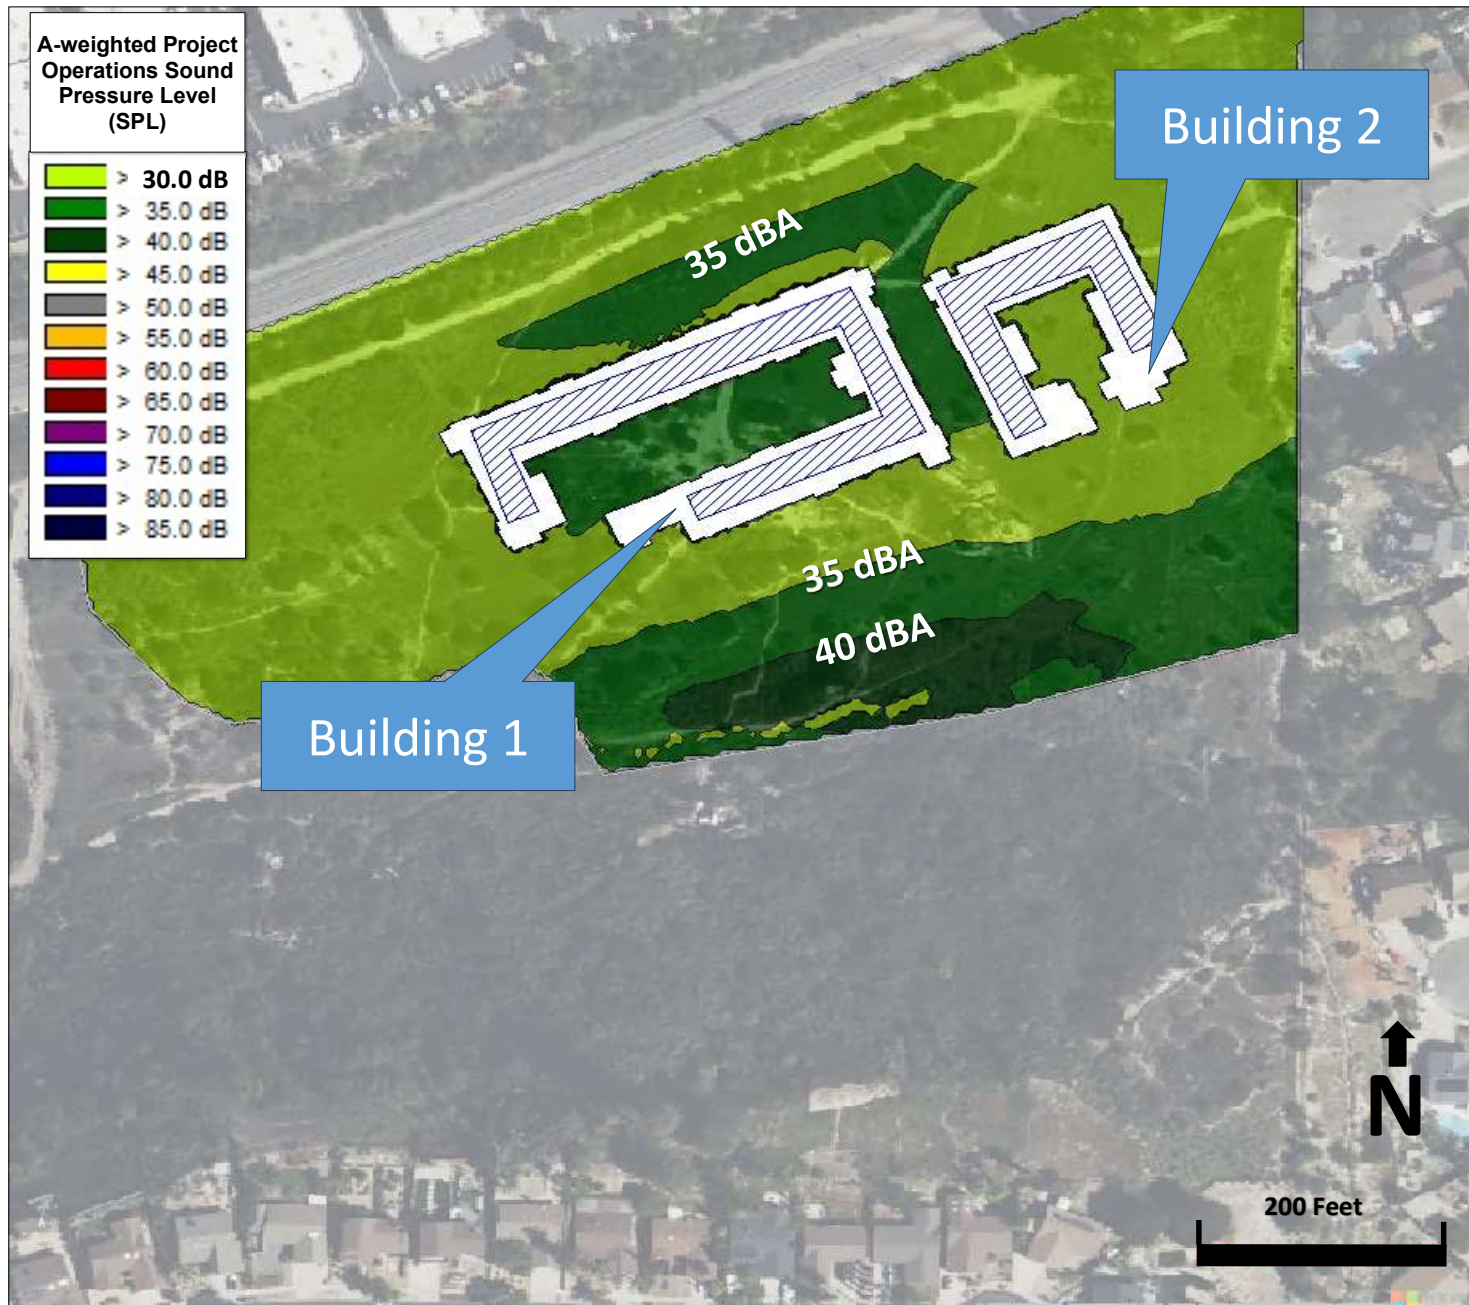 A-weighted Project
Operations Sound
Pressure Level
(SPL)
> 30.0 dB
> 35.0 dB
> 40.0 dB
> 45.0 dB
> 50.0 dB
> 55.0 dB
> 60.0 dB
> 65.0 dB
> 70.0 dB
> 75.0 dB
> 80.0 dB
> 85.0 dB
Building 2
35 dBA
35 dBA
40 dBA
Building 1
N
200 Feet